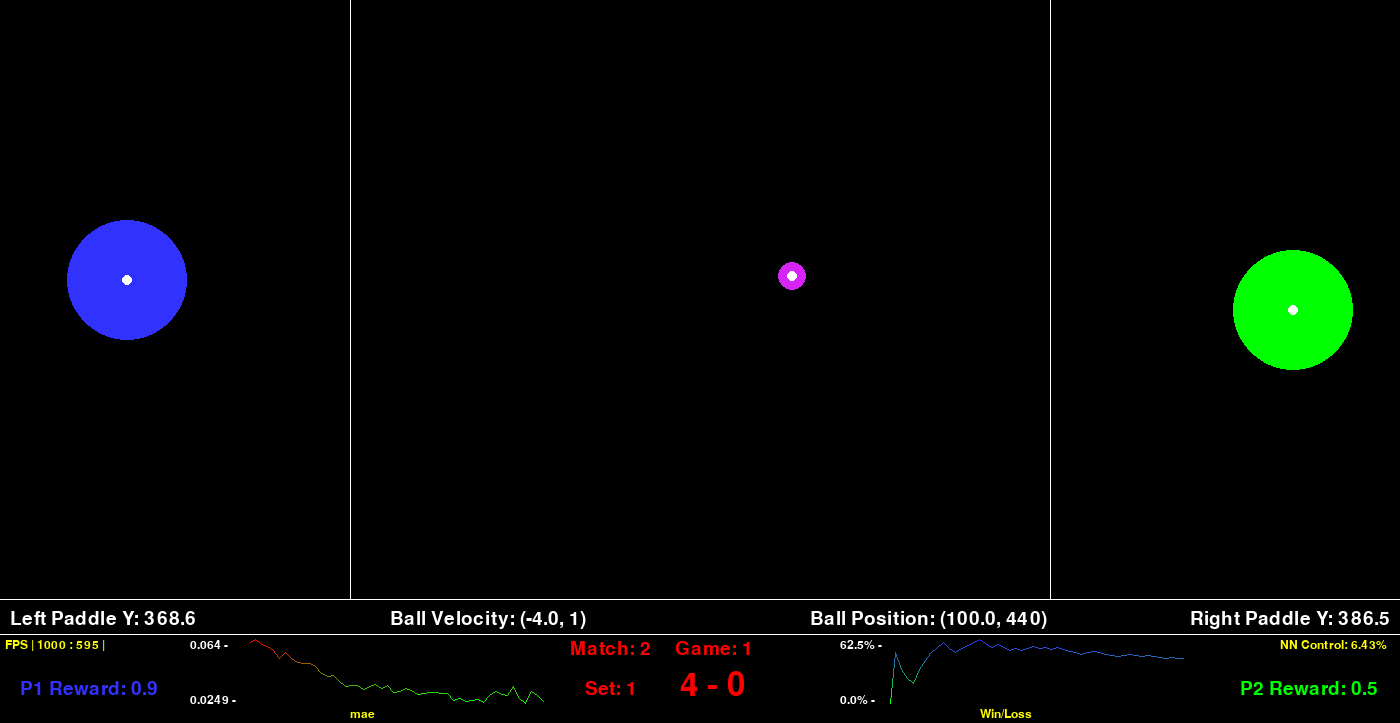 Left Paddle Y: 368.6
Ball Velocity: (-4.0, 1)
Ball Position: (100.0, 440)
Right Paddle Y: 386.5
FPS | 1000 : 595 |
0.064 -
Match: 2
Game: 1
62.5% -
NN Control: 6.43%
P1 Reward: 0.9
Set: 1
4 - 0
P2 Reward: 0.5
0.0249 -
0.0% -
mae
Win/Loss